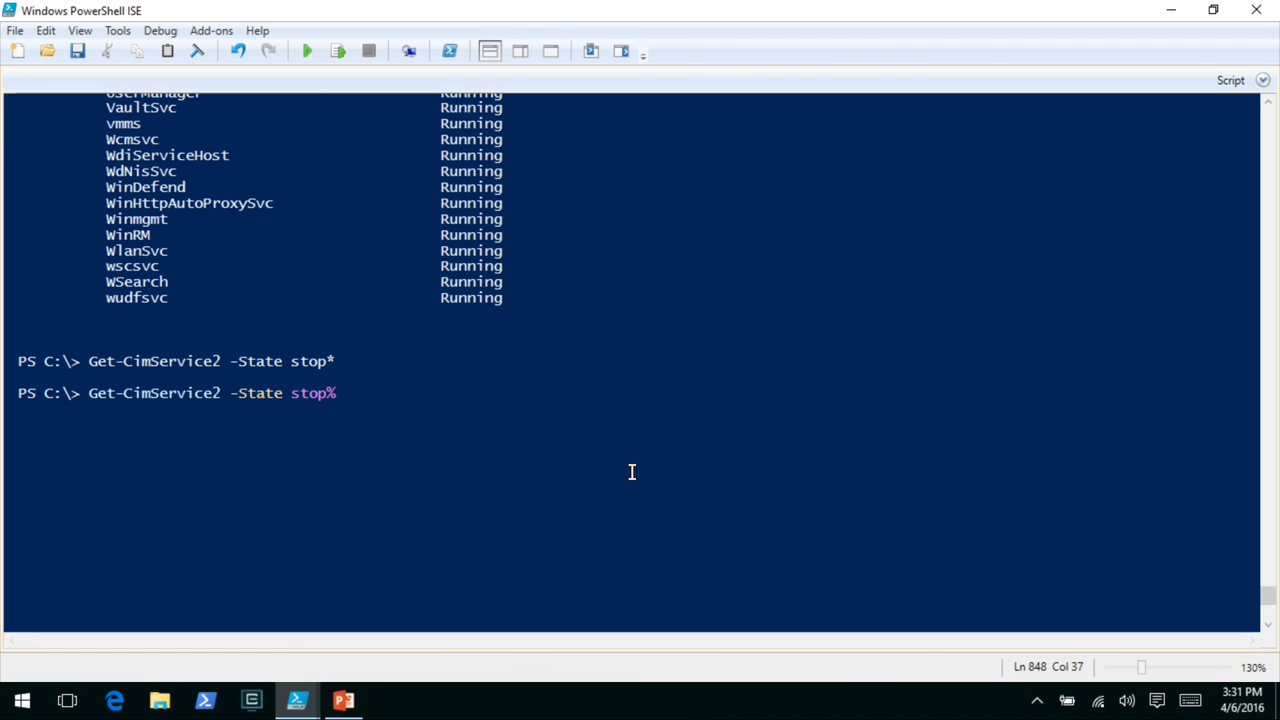 Windows PowerShell ISE
File Edit View Tools Debug Add-ons Help
Script
UserManager Running
VaultSvc Running
vmms Running
Wcmsvc Running
WdiServiceHost Running
WdNisSvc Running
WinDefend Running
WinHttpAutoProxySvc Running
Winmgmt Running
WinRM Running
WlanSvc Running
wscsvc Running
WSearch Running
wudfsvc Running
PS C:\> Get-CimService2 -State stop*
PS C:\> Get-CimService2 -State stop%
Ln 848 Col 37 130%
3:31 PM
4/6/2016